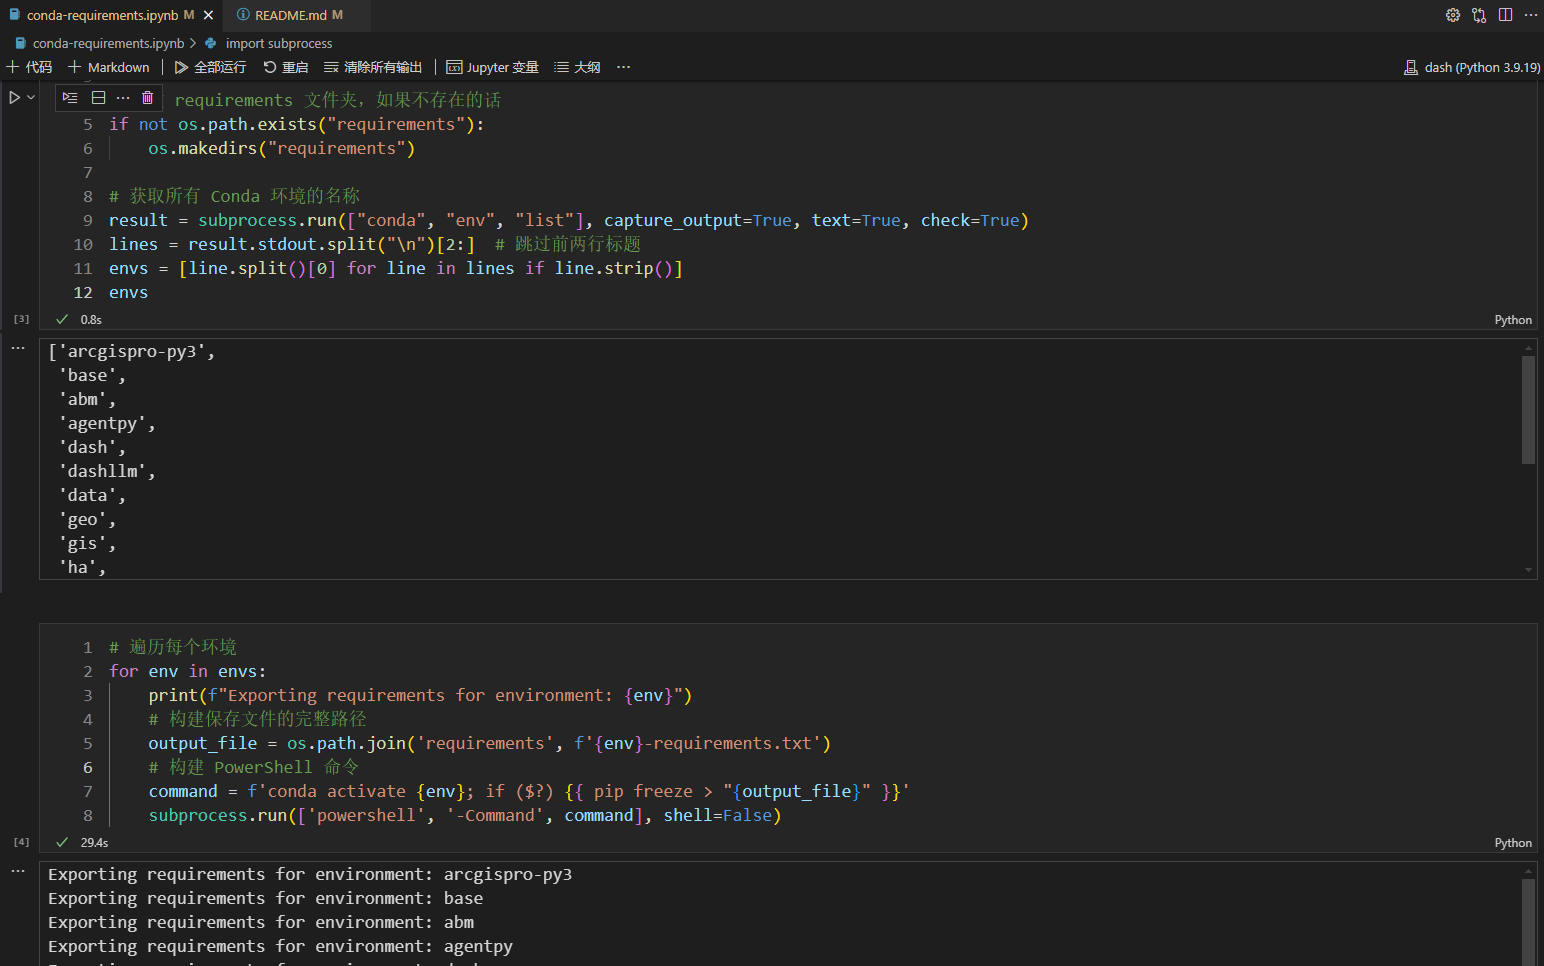 conda-requirements.ipynb M README.md M
conda-requirements.ipynb > import subprocess
代码 Markdown 全部运行 重启 清除所有输出 Jupyter 变量 大纲 ... dash (Python 3.9.19)
requirements 文件夹，如果不存在的话
5 if not os.path.exists("requirements"):
6 os.makedirs("requirements")
7
8 # 获取所有 Conda 环境的名称
9 result = subprocess.run(["conda", "env", "list"], capture_output=True, text=True, check=True)
10 lines = result.stdout.split("\n")[2:] # 跳过前两行标题
11 envs = [line.split()[0] for line in lines if line.strip()]
12 envs
[3] 0.8s Python
['arcgispro-py3',
'base',
'abm',
'agentpy',
'dash',
'dashllm',
'data',
'geo',
'gis',
'ha',
1 # 遍历每个环境
2 for env in envs:
3 print(f"Exporting requirements for environment: {env}")
4 # 构建保存文件的完整路径
5 output_file = os.path.join('requirements', f'{env}-requirements.txt')
6 # 构建 PowerShell 命令
7 command = f'conda activate {env}; if ($?) {{ pip freeze > "{output_file}" }}'
8 subprocess.run(['powershell', '-Command', command], shell=False)
[4] 29.4s Python
Exporting requirements for environment: arcgispro-py3
Exporting requirements for environment: base
Exporting requirements for environment: abm
Exporting requirements for environment: agentpy